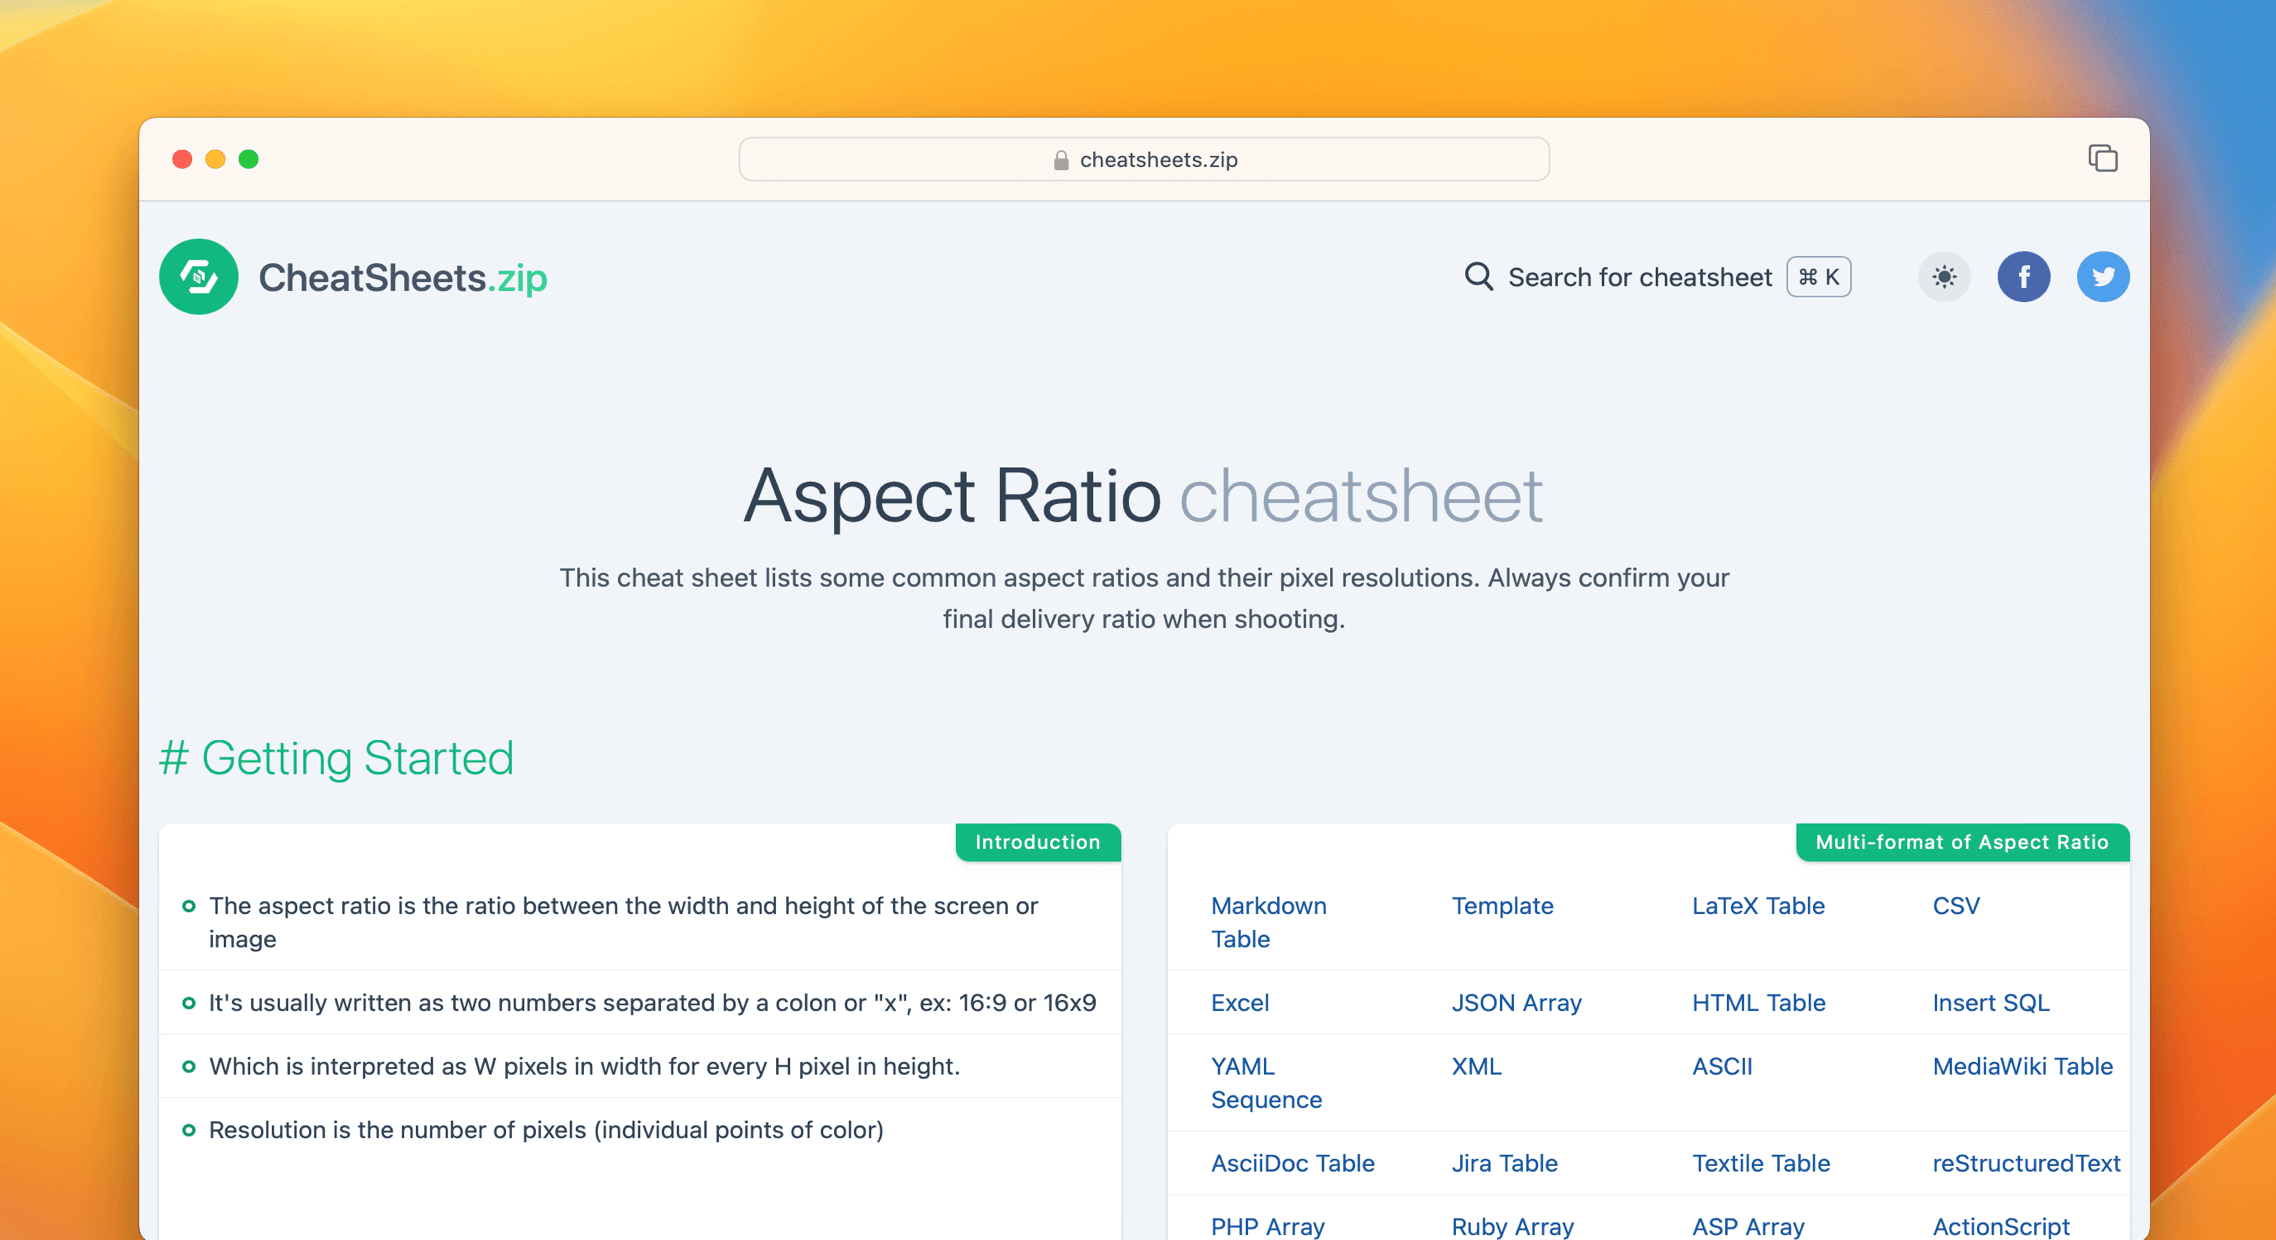 cheatsheets.zip
CheatSheets.zip
Search for cheatsheet ⌘ K
f
Aspect Ratio cheatsheet
This cheat sheet lists some common aspect ratios and their pixel resolutions. Always confirm your
final delivery ratio when shooting.
# Getting Started
Introduction
The aspect ratio is the ratio between the width and height of the screen or
image
It's usually written as two numbers separated by a colon or "x", ex: 16:9 or 16x9
Which is interpreted as W pixels in width for every H pixel in height.
Resolution is the number of pixels (individual points of color)
Multi-format of Aspect Ratio
Markdown Table
Template
LaTeX Table
CSV
Excel
JSON Array
HTML Table
Insert SQL
YAML Sequence
XML
ASCII
MediaWiki Table
AsciiDoc Table
Jira Table
Textile Table
reStructuredText
PHP Array
Ruby Array
ASP Array
ActionScript